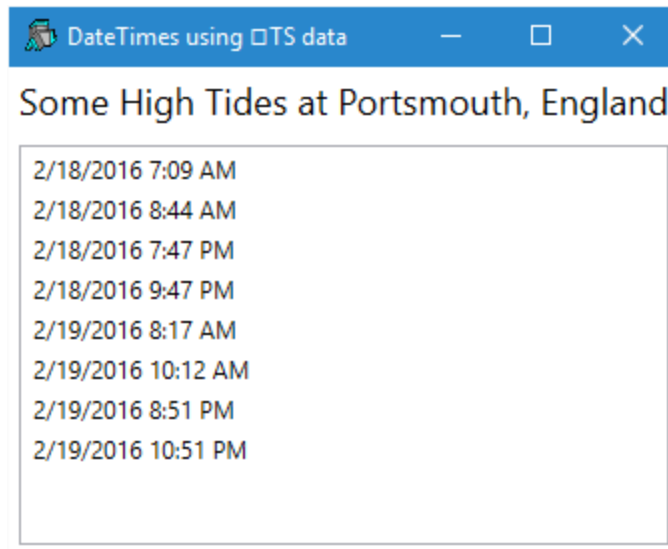 DateTimes using □TS data
Some High Tides at Portsmouth, England
2/18/2016 7:09 AM
2/18/2016 8:44 AM
2/18/2016 7:47 PM
2/18/2016 9:47 PM
2/19/2016 8:17 AM
2/19/2016 10:12 AM
2/19/2016 8:51 PM
2/19/2016 10:51 PM